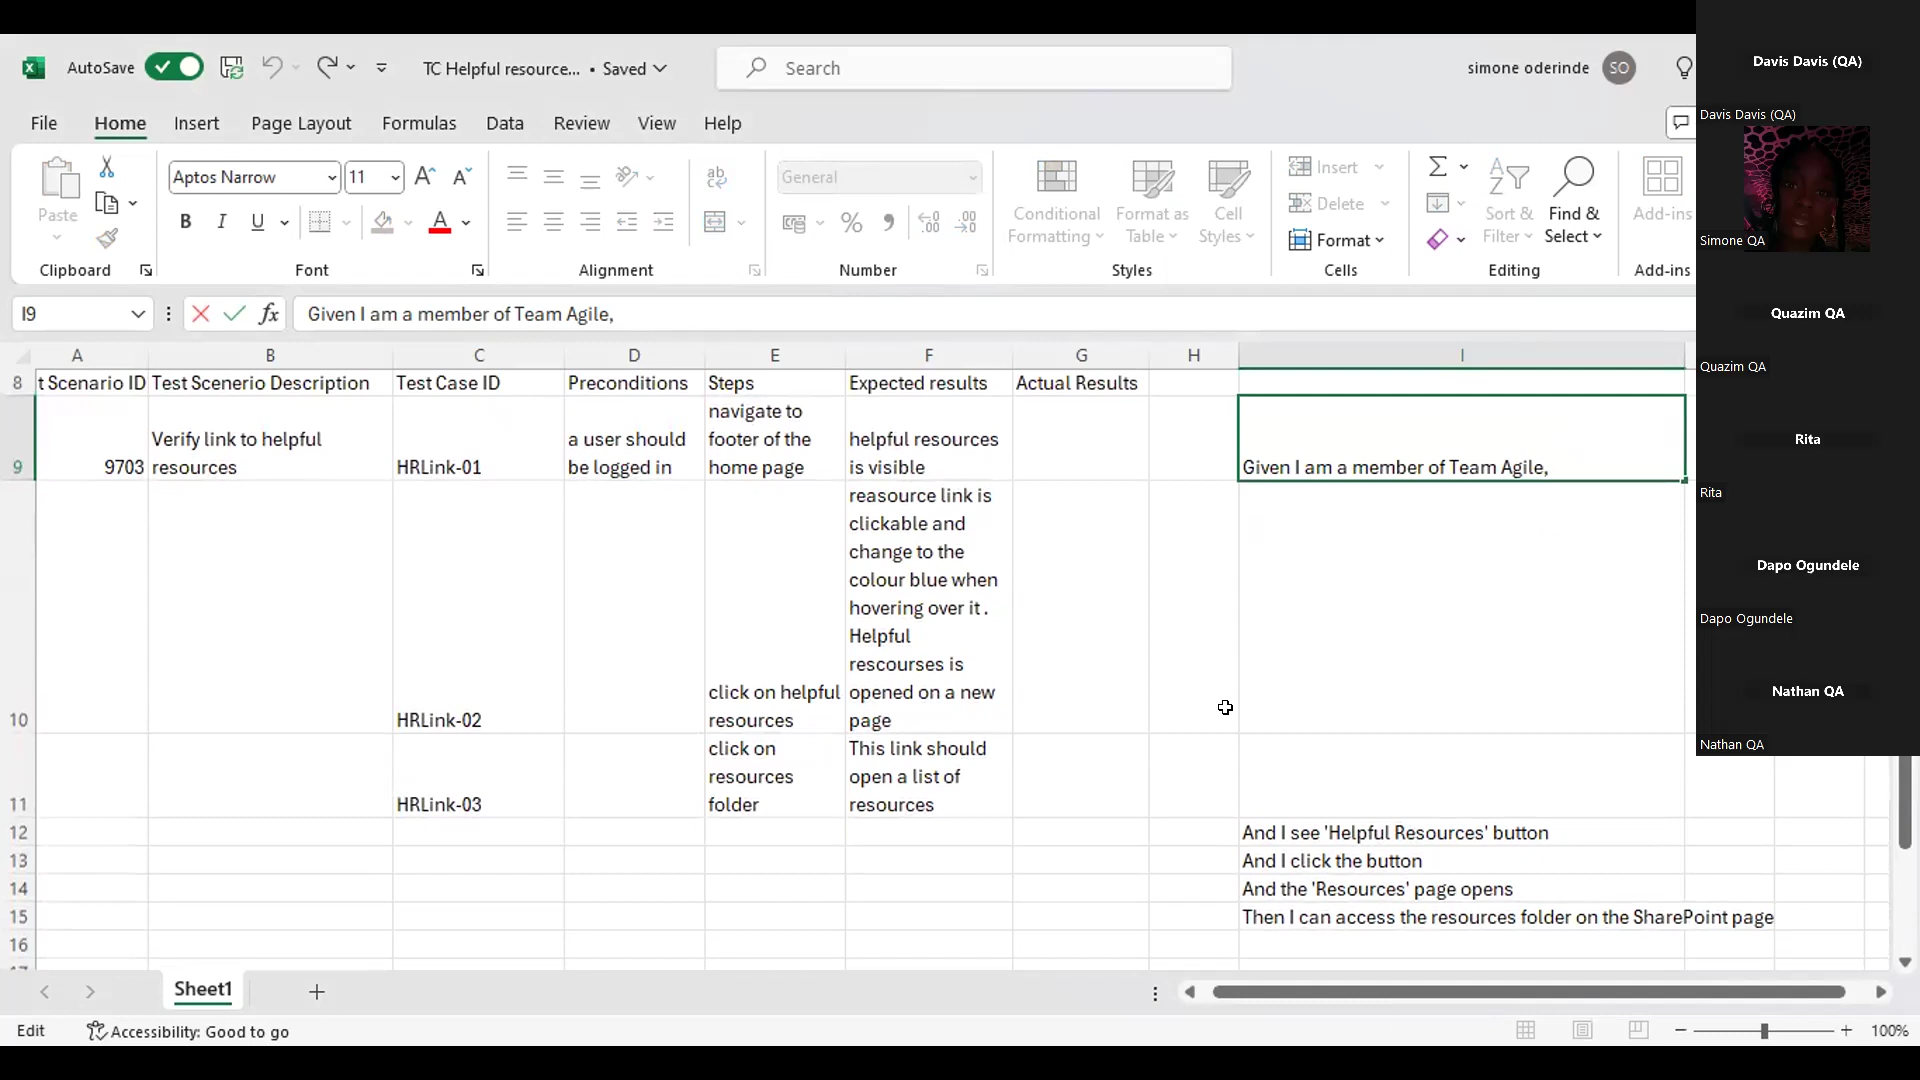 AutoSave
TC Helpful resource... • Saved
Search
simone oderinde
SO
File
Home
Insert
Page Layout
Formulas
Data
Review
View
Help
Paste
Clipboard
Aptos Narrow
11
B I U
A
Font
ab
Alignment
General
%
Number
Conditional
Formatting
Format as
Table
Cell
Styles
Styles
Insert
Delete
Format
Cells
Sort &
Filter
Find &
Select
Editing
Add-ins
Add-ins
I9
fx
Given I am a member of Team Agile,
A B C D E F G H I
8 t Scenario ID Test Scenerio Description Test Case ID Preconditions Steps Expected results Actual Results
9
9703
Verify link to helpful
resources
HRLink-01
a user should
be logged in
navigate to
footer of the
home page
helpful resources
is visible
Given I am a member of Team Agile,
10
HRLink-02
click on helpful
resources
reasource link is
clickable and
change to the
colour blue when
hovering over it .
Helpful
rescourses is
opened on a new
page
11
HRLink-03
click on
resources
folder
This link should
open a list of
resources
12 And I see 'Helpful Resources' button
13 And I click the button
14 And the 'Resources' page opens
15 Then I can access the resources folder on the SharePoint page
16
Sheet1
Edit
Accessibility: Good to go
100%
Davis Davis (QA)
Davis Davis (QA)
Simone QA
Quazim QA
Quazim QA
Rita
Rita
Dapo Ogundele
Dapo Ogundele
Nathan QA
Nathan QA